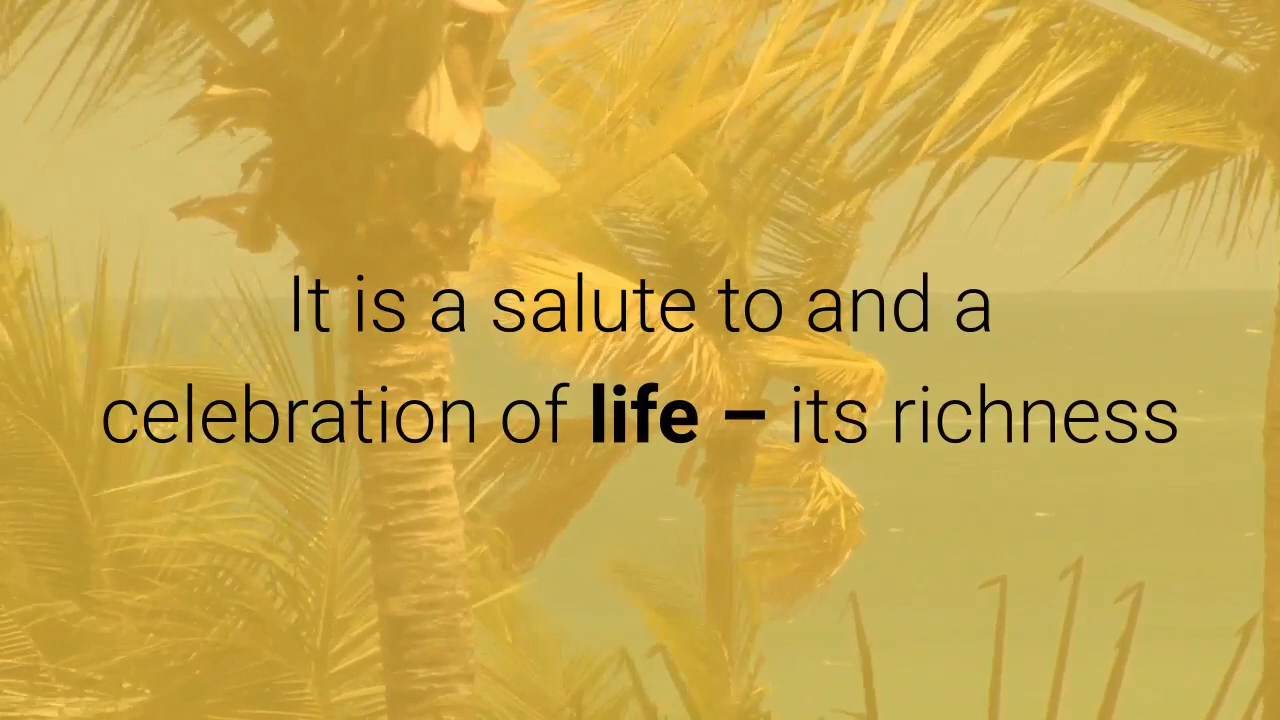 It is a salute to and a
celebration of life – its richness